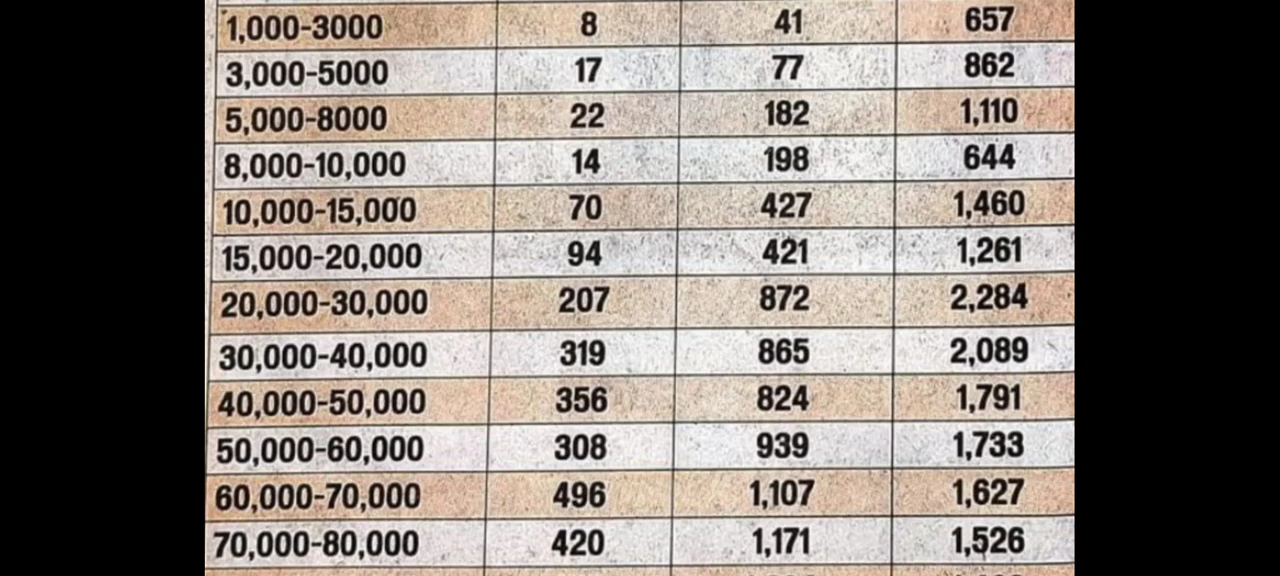 1,000-3000 8 41 657
3,000-5000 17 77 862
5,000-8000 22 182 1,110
8,000-10,000 14 198 644
10,000-15,000 70 427 1,460
15,000-20,000 94 421 1,261
20,000-30,000 207 872 2,284
30,000-40,000 319 865 2,089
40,000-50,000 356 824 1,791
50,000-60,000 308 939 1,733
60,000-70,000 496 1,107 1,627
70,000-80,000 420 1,171 1,526